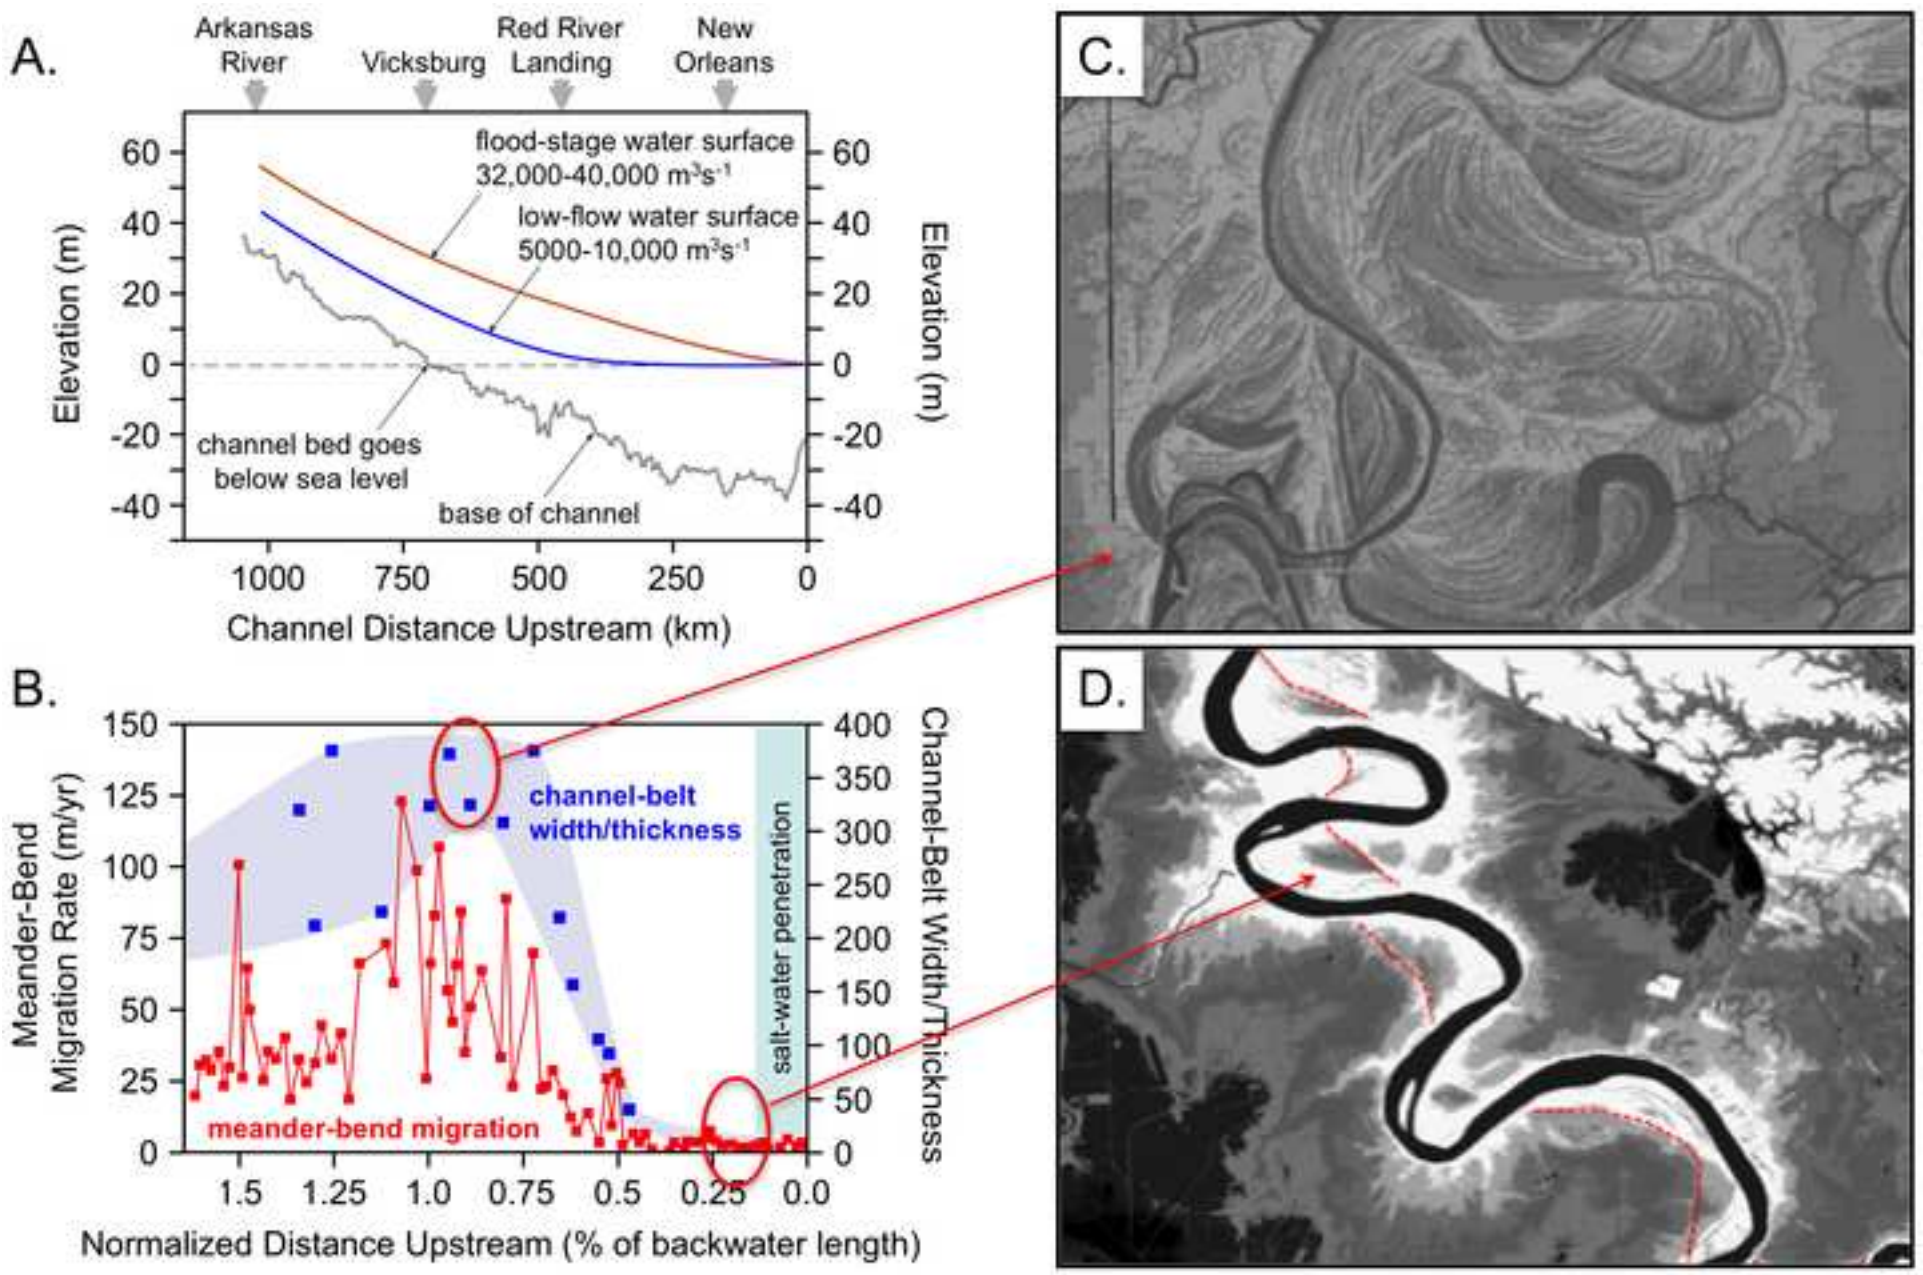 A.
Arkansas
River
Vicksburg
Red River
Landing
New
Orleans
flood-stage water surface
32,000-40,000 m³s⁻¹
low-flow water surface
5000-10,000 m³s⁻¹
channel bed goes
below sea level
base of channel
Elevation (m)
60
40
20
0
-20
-40
60
40
20
0
-20
-40
Elevation (m)
1000 750 500 250 0
Channel Distance Upstream (km)
B.
Meander-Bend
Migration Rate (m/yr)
150
125
100
75
50
25
0
channel-belt
width/thickness
meander-bend migration
salt-water penetration
400
350
300
250
200
150
100
50
0
Channel-Belt Width/Thickness
1.5 1.25 1.0 0.75 0.5 0.25 0.0
Normalized Distance Upstream (% of backwater length)
C.
D.